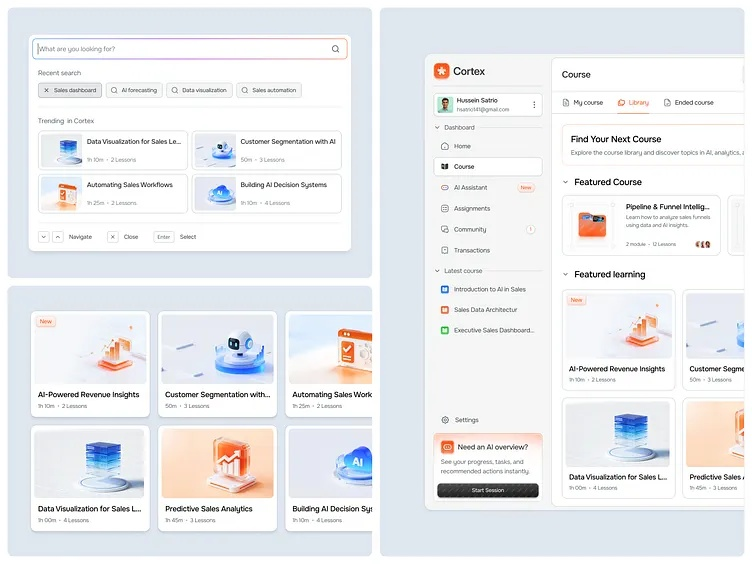 What are you looking for?
Recent search
Sales dashboard
AI forecasting
Data visualization
Sales automation
Trending in Cortex
Data Visualization for Sales Le...
1h 10m • 2 Lessons
Customer Segmentation with AI
50m • 3 Lessons
Automating Sales Workflows
1h 25m • 2 Lessons
Building AI Decision Systems
1h 10m • 4 Lessons
Navigate
Close
Enter
Select
New
AI-Powered Revenue Insights
1h 10m • 2 Lessons
Customer Segmentation with...
50m • 3 Lessons
Automating Sales Work
1h 25m • 2 Lessons
Data Visualization for Sales L...
1h 00m • 4 Lessons
Predictive Sales Analytics
1h 45m • 3 Lessons
AI
Building AI Decision Sys
1h 10m • 4 Lessons
Cortex
Hussein Satrio
Dashboard
Home
Course
AI Assistant
New
Assignments
Community
1
Transactions
Latest course
Introduction to AI in Sales
Sales Data Architectur
Executive Sales Dashboard...
Settings
Need an AI overview?
See your progress, tasks, and
recommended actions instantly.
Start Session
Course
My course
Library
Ended course
Find Your Next Course
Explore the course library and discover topics in AI, analytics, a
Featured Course
Pipeline & Funnel Intellig...
Learn how to analyze sales funnels
using data and AI insights.
2 module • 12 Lessons
Featured learning
New
AI-Powered Revenue Insights
1h 10m • 2 Lessons
Customer Segm
50m • 3 Lessons
Data Visualization for Sales L...
1h 00m • 4 Lessons
Predictive Sales A
1h 45m • 3 Lessons